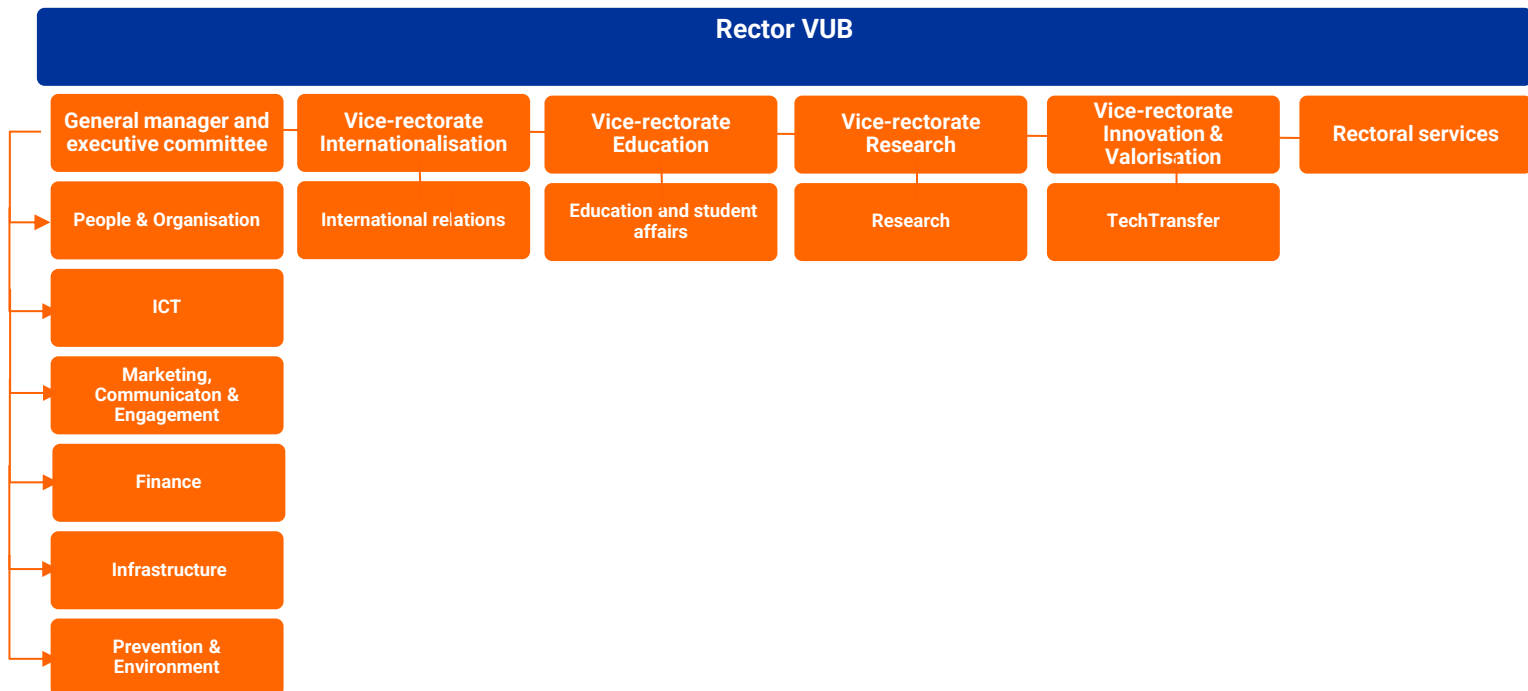 Rector VUB
General manager and
executive committee
Vice-rectorate
Internationalisation
Vice-rectorate
Education
Vice-rectorate
Research
Vice-rectorate
Innovation &
Valorisation
Rectoral services
People & Organisation
International relations
Education and student
affairs
Research
TechTransfer
ICT
Marketing,
Communicaton &
Engagement
Finance
Infrastructure
Prevention &
Environment